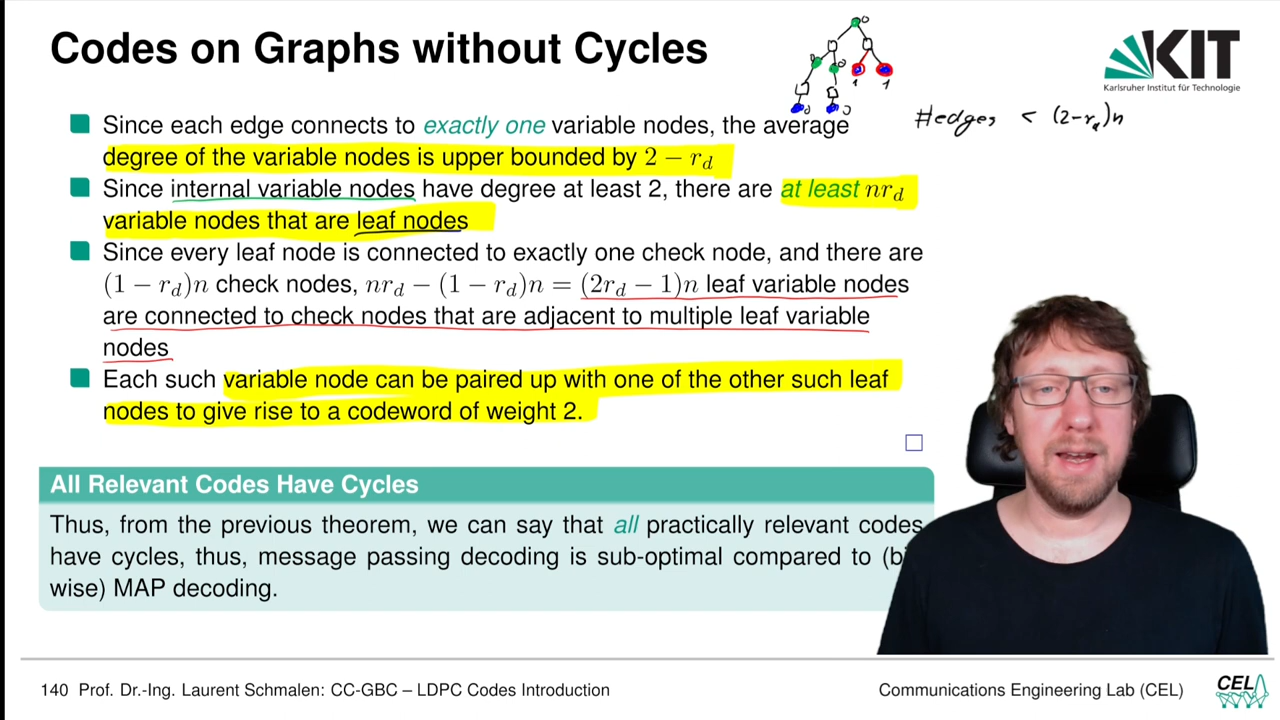 Codes on Graphs without Cycles
KIT
Karlsruher Institut für Technologie
0
0
0
0
0
1
1
#edges < (2-r_d)n
Since each edge connects to exactly one variable nodes, the average
degree of the variable nodes is upper bounded by 2 − r_d
Since internal variable nodes have degree at least 2, there are at least nr_d
variable nodes that are leaf nodes
Since every leaf node is connected to exactly one check node, and there are
(1 − r_d)n check nodes, nr_d − (1 − r_d)n = (2r_d − 1)n leaf variable nodes
are connected to check nodes that are adjacent to multiple leaf variable
nodes
Each such variable node can be paired up with one of the other such leaf
nodes to give rise to a codeword of weight 2.
All Relevant Codes Have Cycles
Thus, from the previous theorem, we can say that all practically relevant codes
have cycles, thus, message passing decoding is sub-optimal compared to
wise) MAP decoding.
140 Prof. Dr.-Ing. Laurent Schmalen: CC-GBC – LDPC Codes Introduction
Communications Engineering Lab (CEL)
CEL